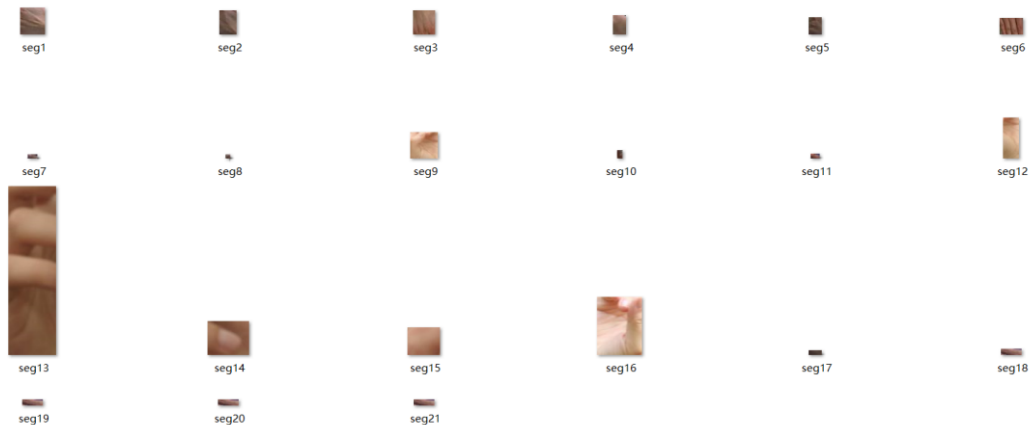 seg1 seg2 seg3 seg4 seg5 seg6
seg7 seg8 seg9 seg10 seg11 seg12
seg13 seg14 seg15 seg16 seg17 seg18
seg19 seg20 seg21